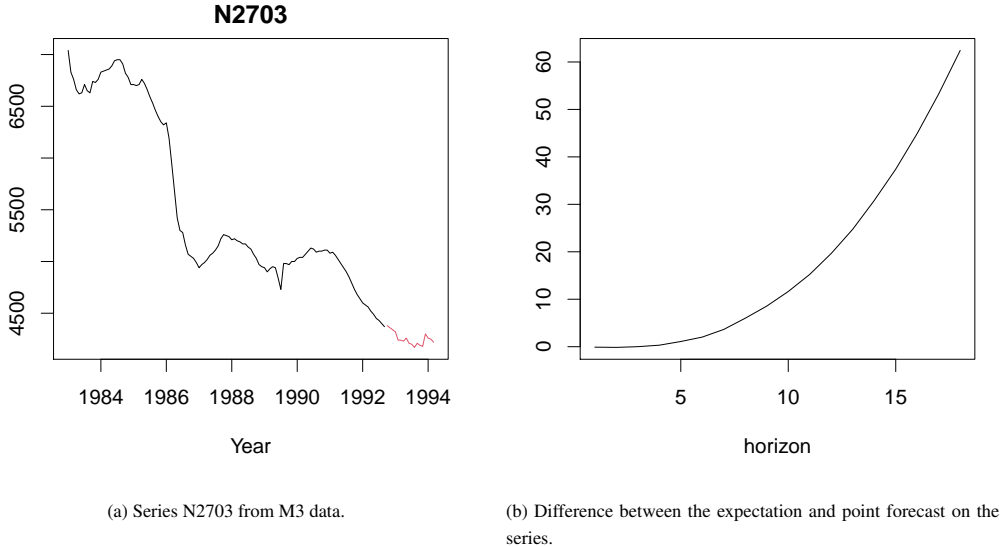 N2703
6500
5500
4500
1984 1986 1988 1990 1992 1994
Year
(a) Series N2703 from M3 data.
60
50
40
30
20
10
0
5 10 15
horizon
(b) Difference between the expectation and point forecast on the
series.